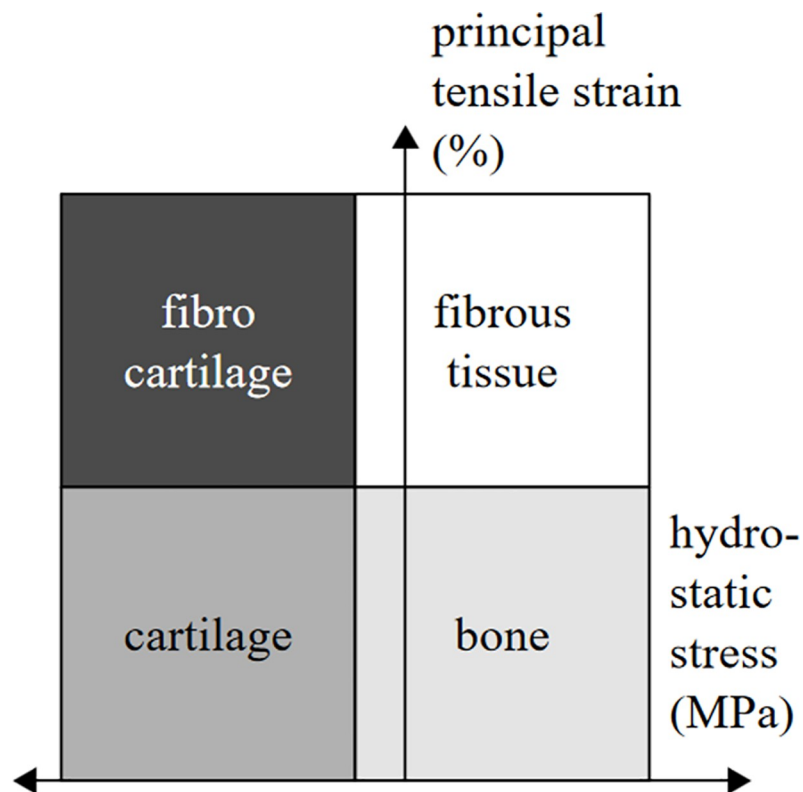 principal
tensile strain
(%)
fibro
cartilage
fibrous
tissue
cartilage
bone
hydro-
static
stress
(MPa)